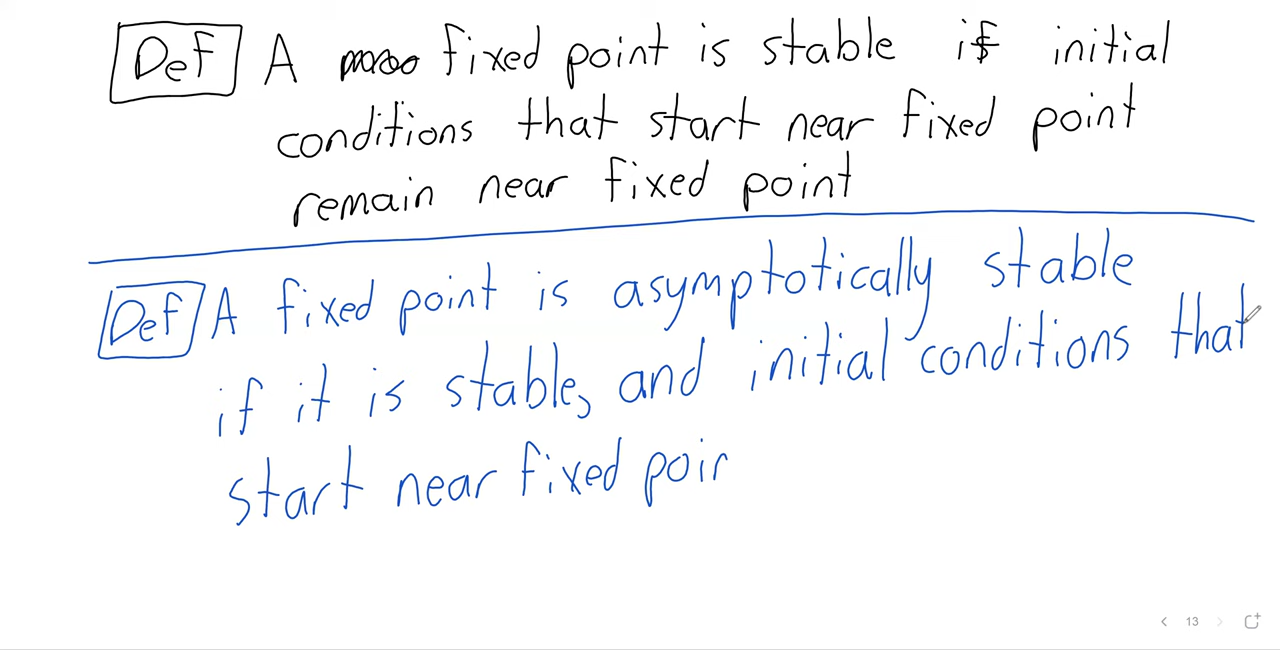 Def A fixed point is stable if initial
conditions that start near fixed point
remain near fixed point
Def A fixed point is asymptotically stable
if it is stable, and initial conditions that
start near fixed poin
13